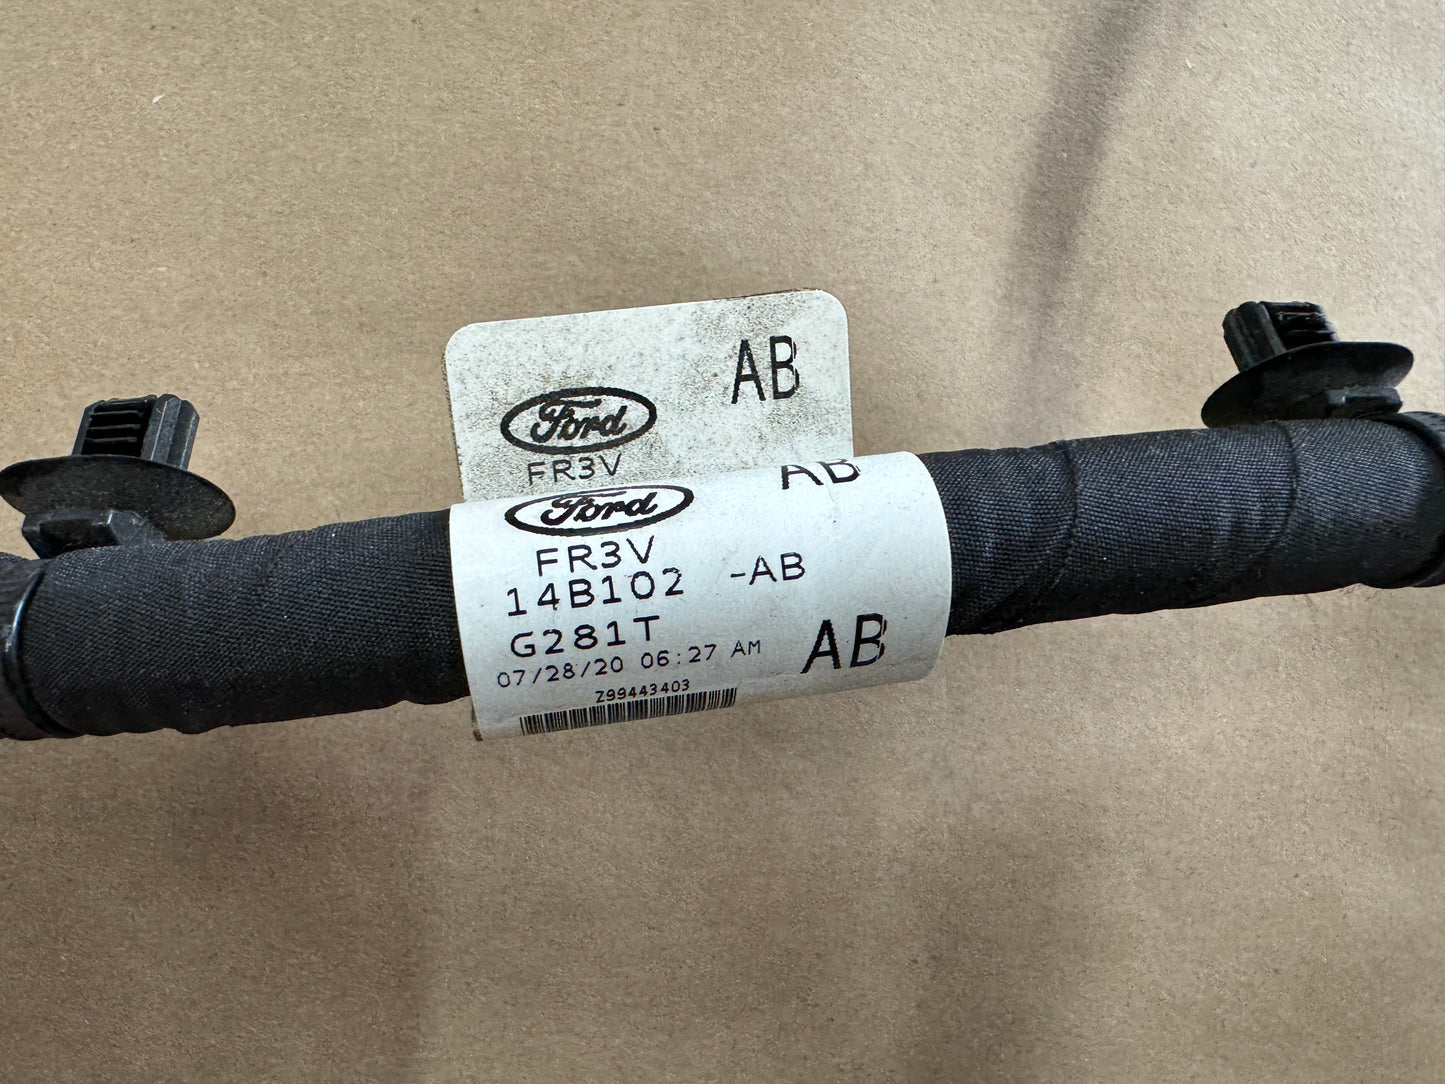 AB
Ford
FR3V
AB
Ford
FR3V
14B102 -AB
G281T
AB
07/28/20 06:27 AM
Z99443403